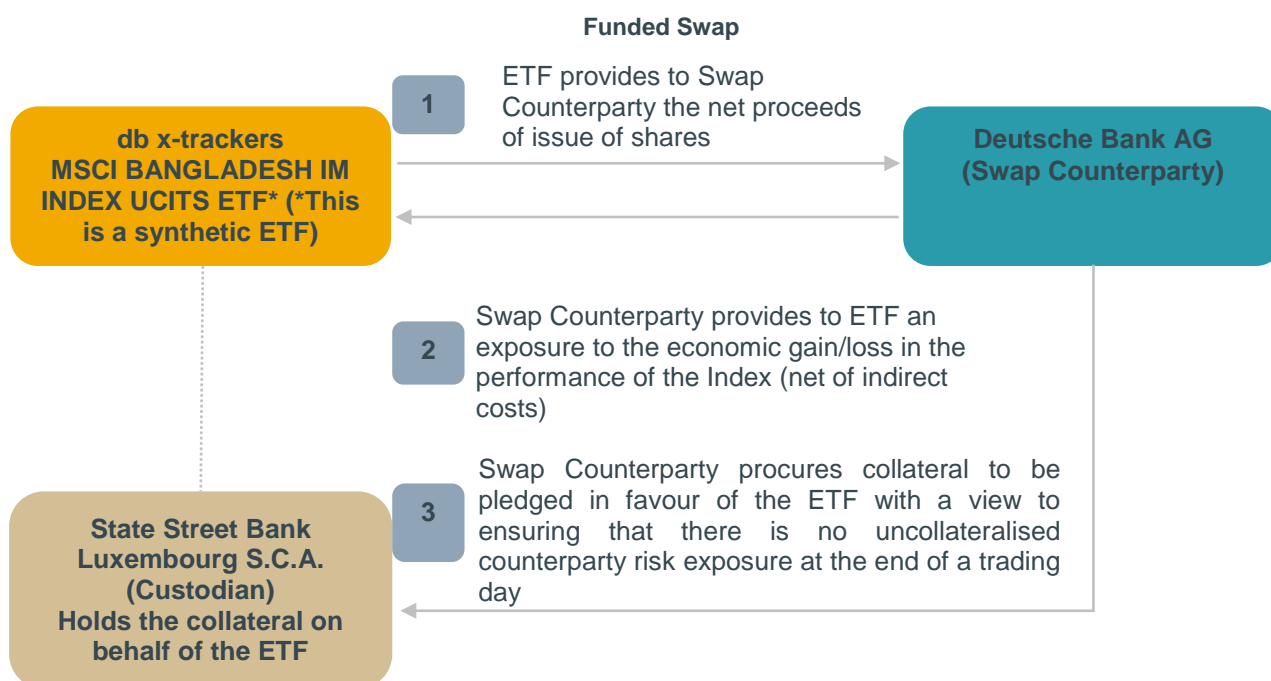 Funded Swap
1
ETF provides to Swap
Counterparty the net proceeds
of issue of shares
db x-trackers
MSCI BANGLADESH IM
INDEX UCITS ETF* (*This
is a synthetic ETF)
Deutsche Bank AG
(Swap Counterparty)
2
Swap Counterparty provides to ETF an
exposure to the economic gain/loss in the
performance of the Index (net of indirect
costs)
3
Swap Counterparty procures collateral to be
pledged in favour of the ETF with a view to
ensuring that there is no uncollateralised
counterparty risk exposure at the end of a trading
day
State Street Bank
Luxembourg S.C.A.
(Custodian)
Holds the collateral on
behalf of the ETF